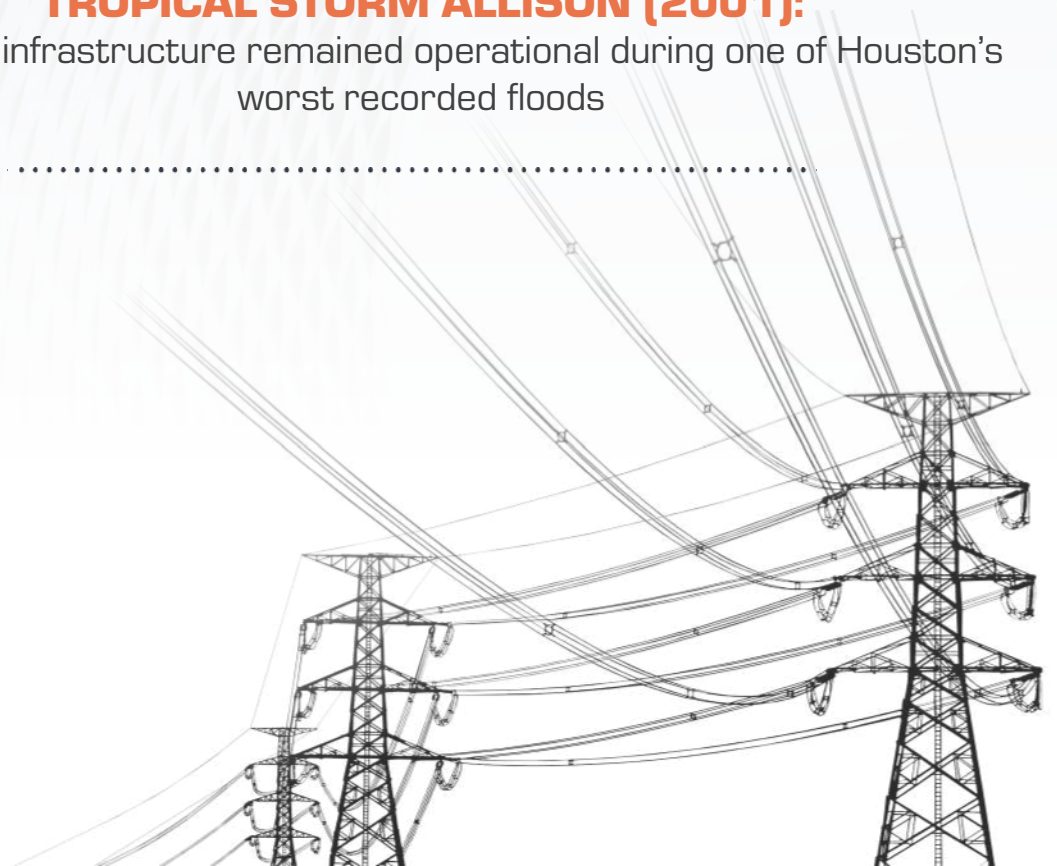 TROPICAL STORM ALLISON (2001):
infrastructure remained operational during one of Houston’s
worst recorded floods